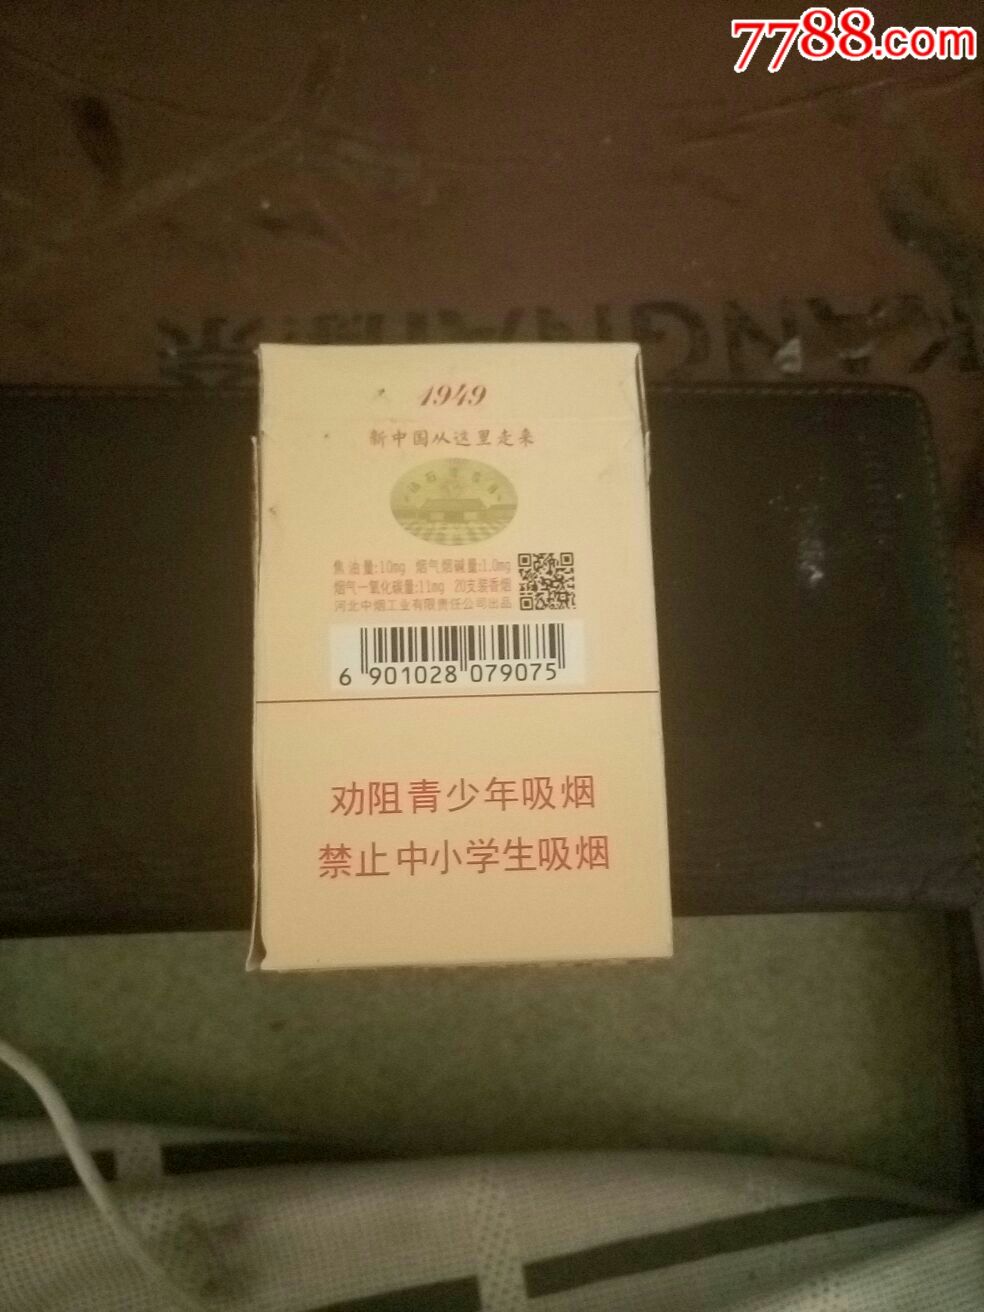 7788.com
KANGNAI
1949
新中国从这里走来
焦油量:10mg 烟气烟碱量:1.0mg
烟气一氧化碳量:11mg 20支装香烟
河北中烟工业有限责任公司出品
6 901028 079075
劝阻青少年吸烟
禁止中小学生吸烟